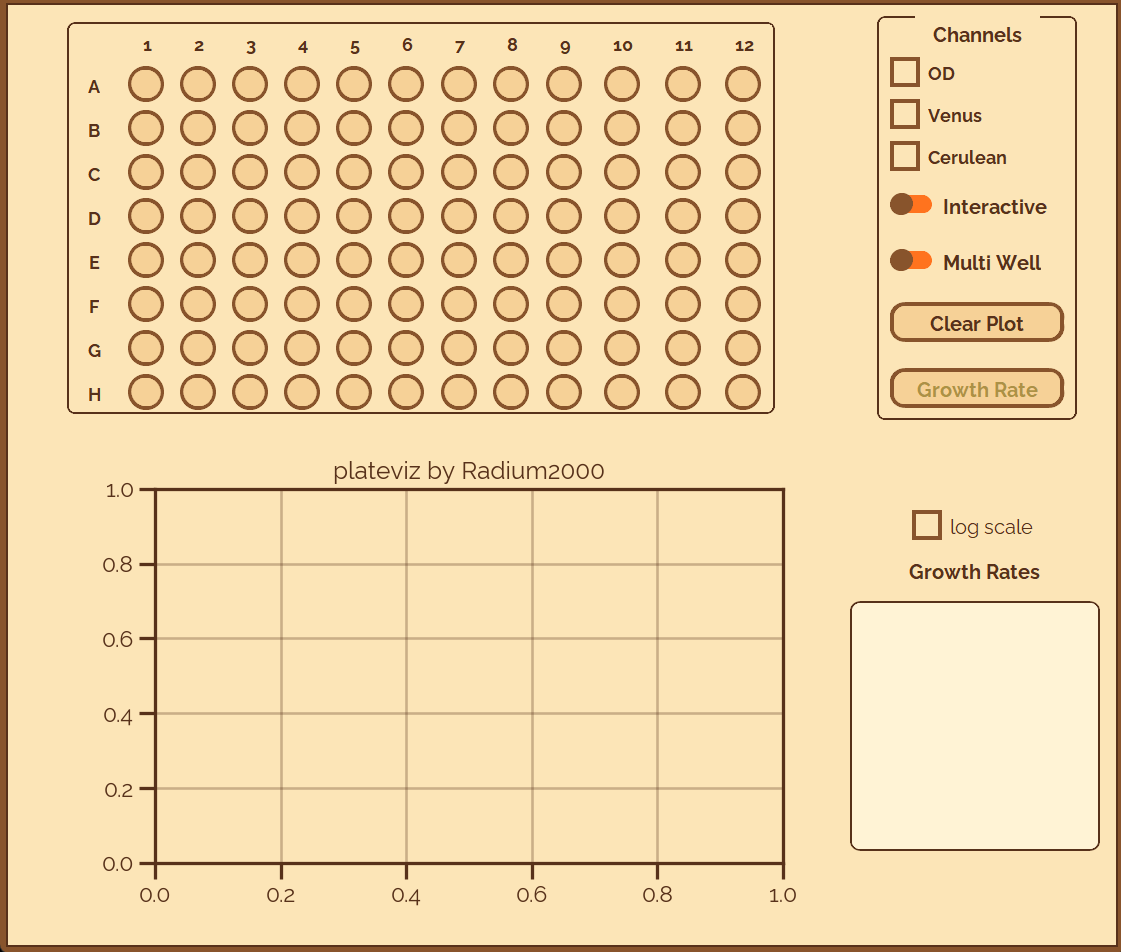 1 2 3 4 5 6 7 8 9 10 11 12
A
B
C
D
E
F
G
H
Channels
OD
Venus
Cerulean
Interactive
Multi Well
Clear Plot
Growth Rate
plateviz by Radium2000
1.0
0.8
0.6
0.4
0.2
0.0
0.0 0.2 0.4 0.6 0.8 1.0
log scale
Growth Rates